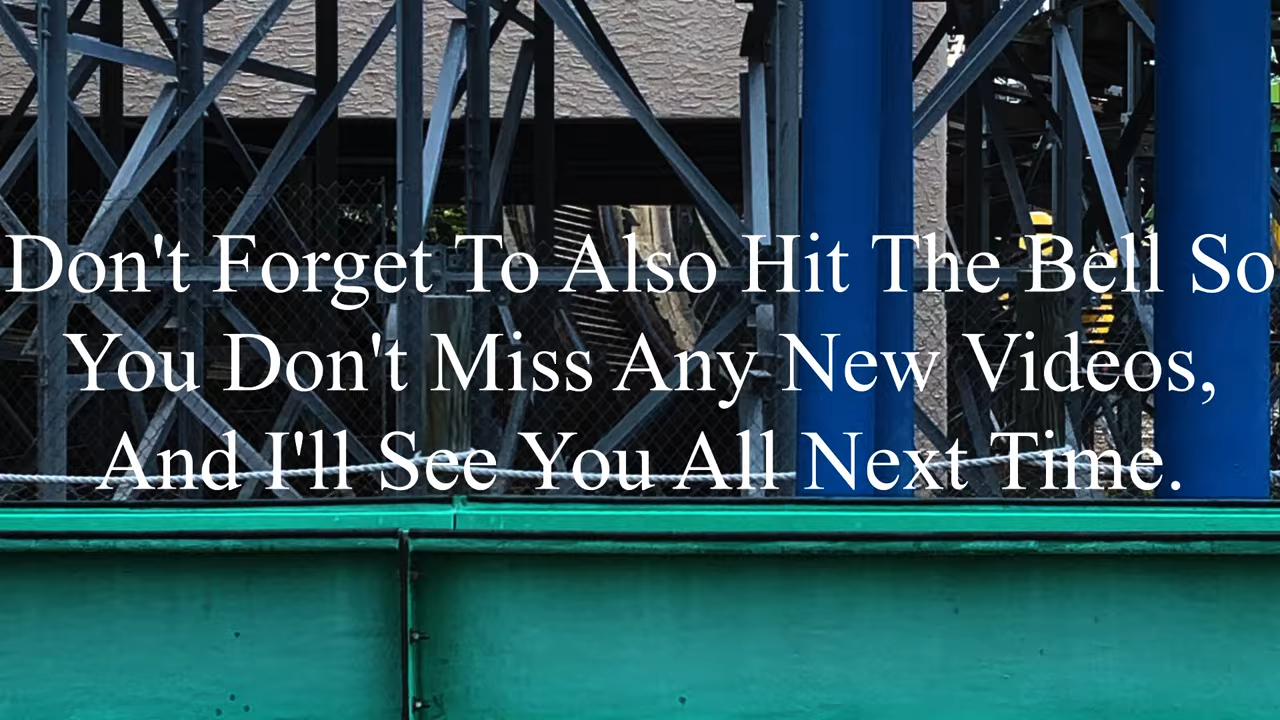 Don't Forget To Also Hit The Bell So
You Don't Miss Any New Videos,
And I'll See You All Next Time.